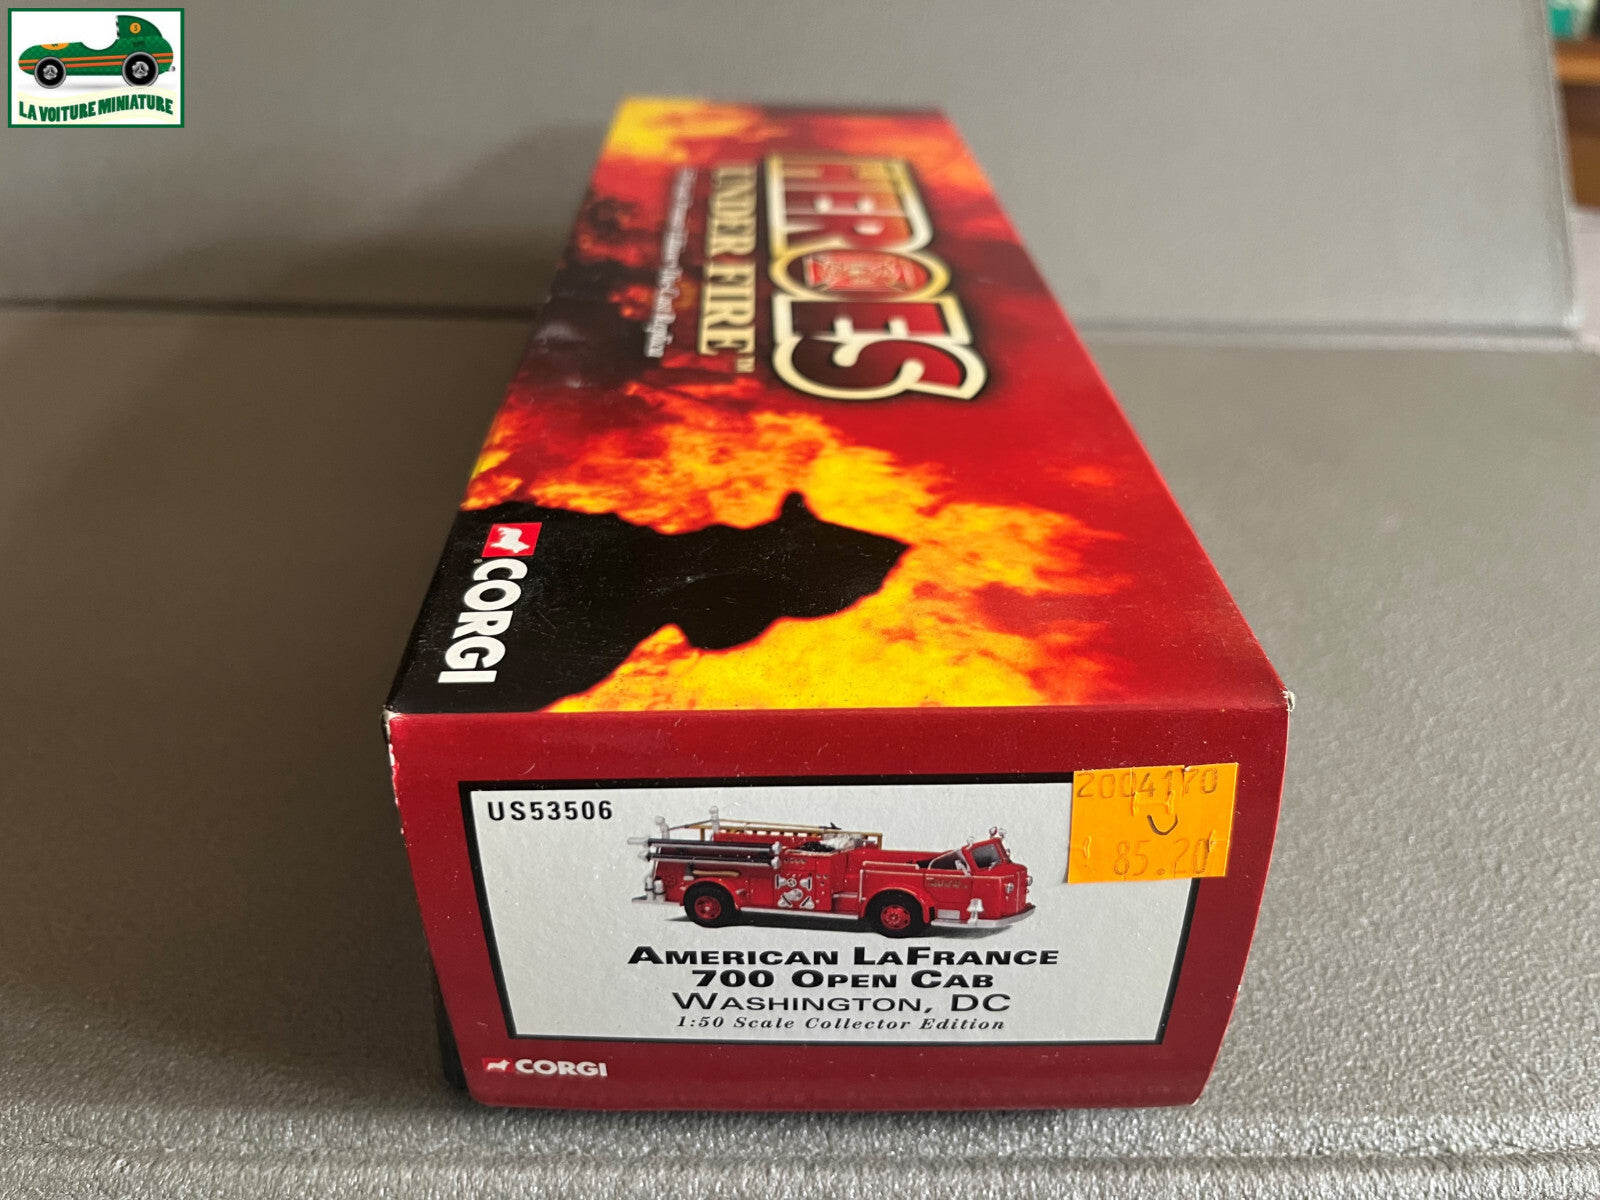 LA VOITURE MINIATURE
HEROES
UNDER FIRE™
CORGI
US53506
2004170
85.20
AMERICAN LAFRANCE
700 OPEN CAB
WASHINGTON, DC
1:50 Scale Collector Edition
CORGI